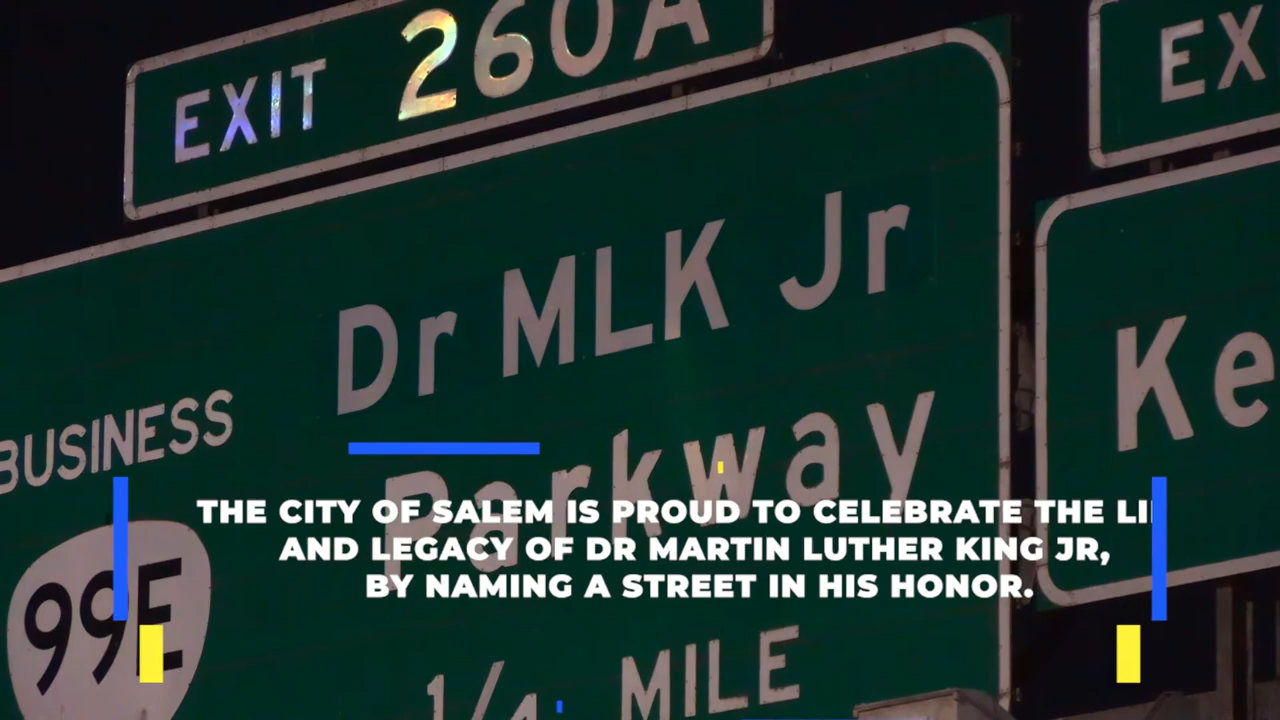 EXIT 260A
EX
Dr MLK Jr
Ke
BUSINESS
Parkway
THE CITY OF SALEM IS PROUD TO CELEBRATE THE LI
AND LEGACY OF DR MARTIN LUTHER KING JR,
BY NAMING A STREET IN HIS HONOR.
99E
1/4 MILE